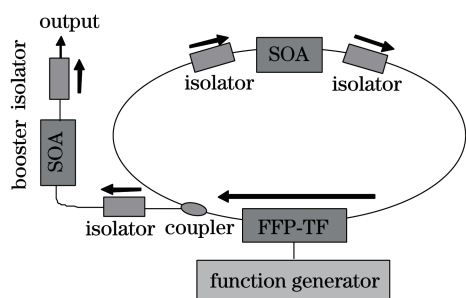 output
booster isolator
SOA
isolator
SOA
isolator
isolator
coupler
FFP-TF
function generator